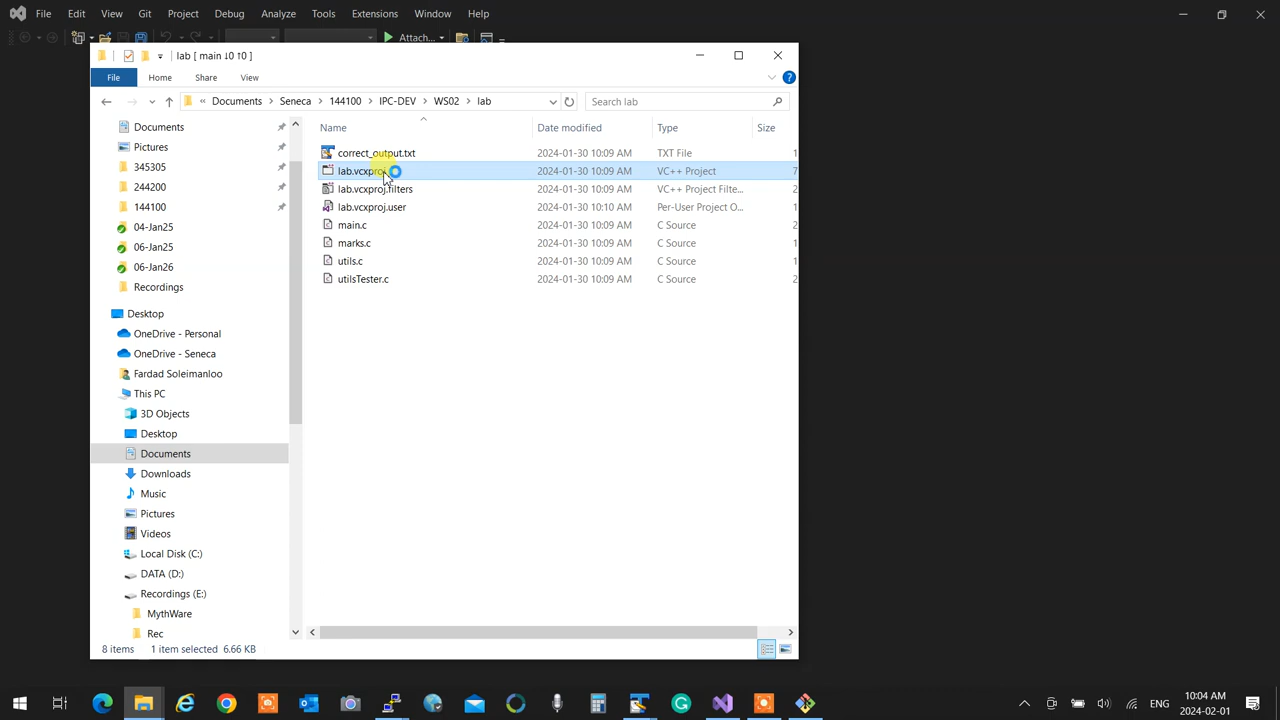 File Edit View Git Project Debug Analyze Tools Extensions Window Help
Attach...
lab [ main ↓0 ↑0 ]
File Home Share View
« Documents > Seneca > 144100 > IPC-DEV > WS02 > lab
Search lab
Name Date modified Type Size
correct_output.txt 2024-01-30 10:09 AM TXT File 1
lab.vcxproj 2024-01-30 10:09 AM VC++ Project 7
lab.vcxproj.filters 2024-01-30 10:09 AM VC++ Project Filte... 1
lab.vcxproj.user 2024-01-30 10:10 AM Per-User Project O... 1
main.c 2024-01-30 10:09 AM C Source 2
marks.c 2024-01-30 10:09 AM C Source 1
utils.c 2024-01-30 10:09 AM C Source 1
utilsTester.c 2024-01-30 10:09 AM C Source 2
Documents
Pictures
345305
244200
144100
04-Jan25
06-Jan25
06-Jan26
Recordings
Desktop
OneDrive - Personal
OneDrive - Seneca
Fardad Soleimanloo
This PC
3D Objects
Desktop
Documents
Downloads
Music
Pictures
Videos
Local Disk (C:)
DATA (D:)
Recordings (E:)
MythWare
Rec
8 items 1 item selected 6.66 KB
ENG
10:04 AM
2024-02-01